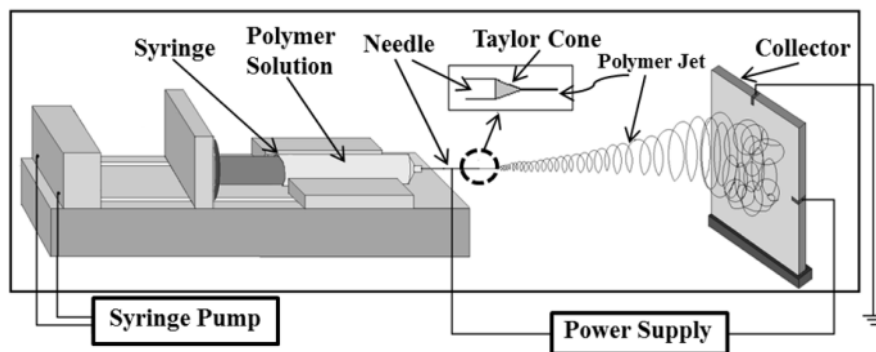 Syringe
Polymer
Solution
Needle
Taylor Cone
Polymer Jet
Collector
Syringe Pump
Power Supply